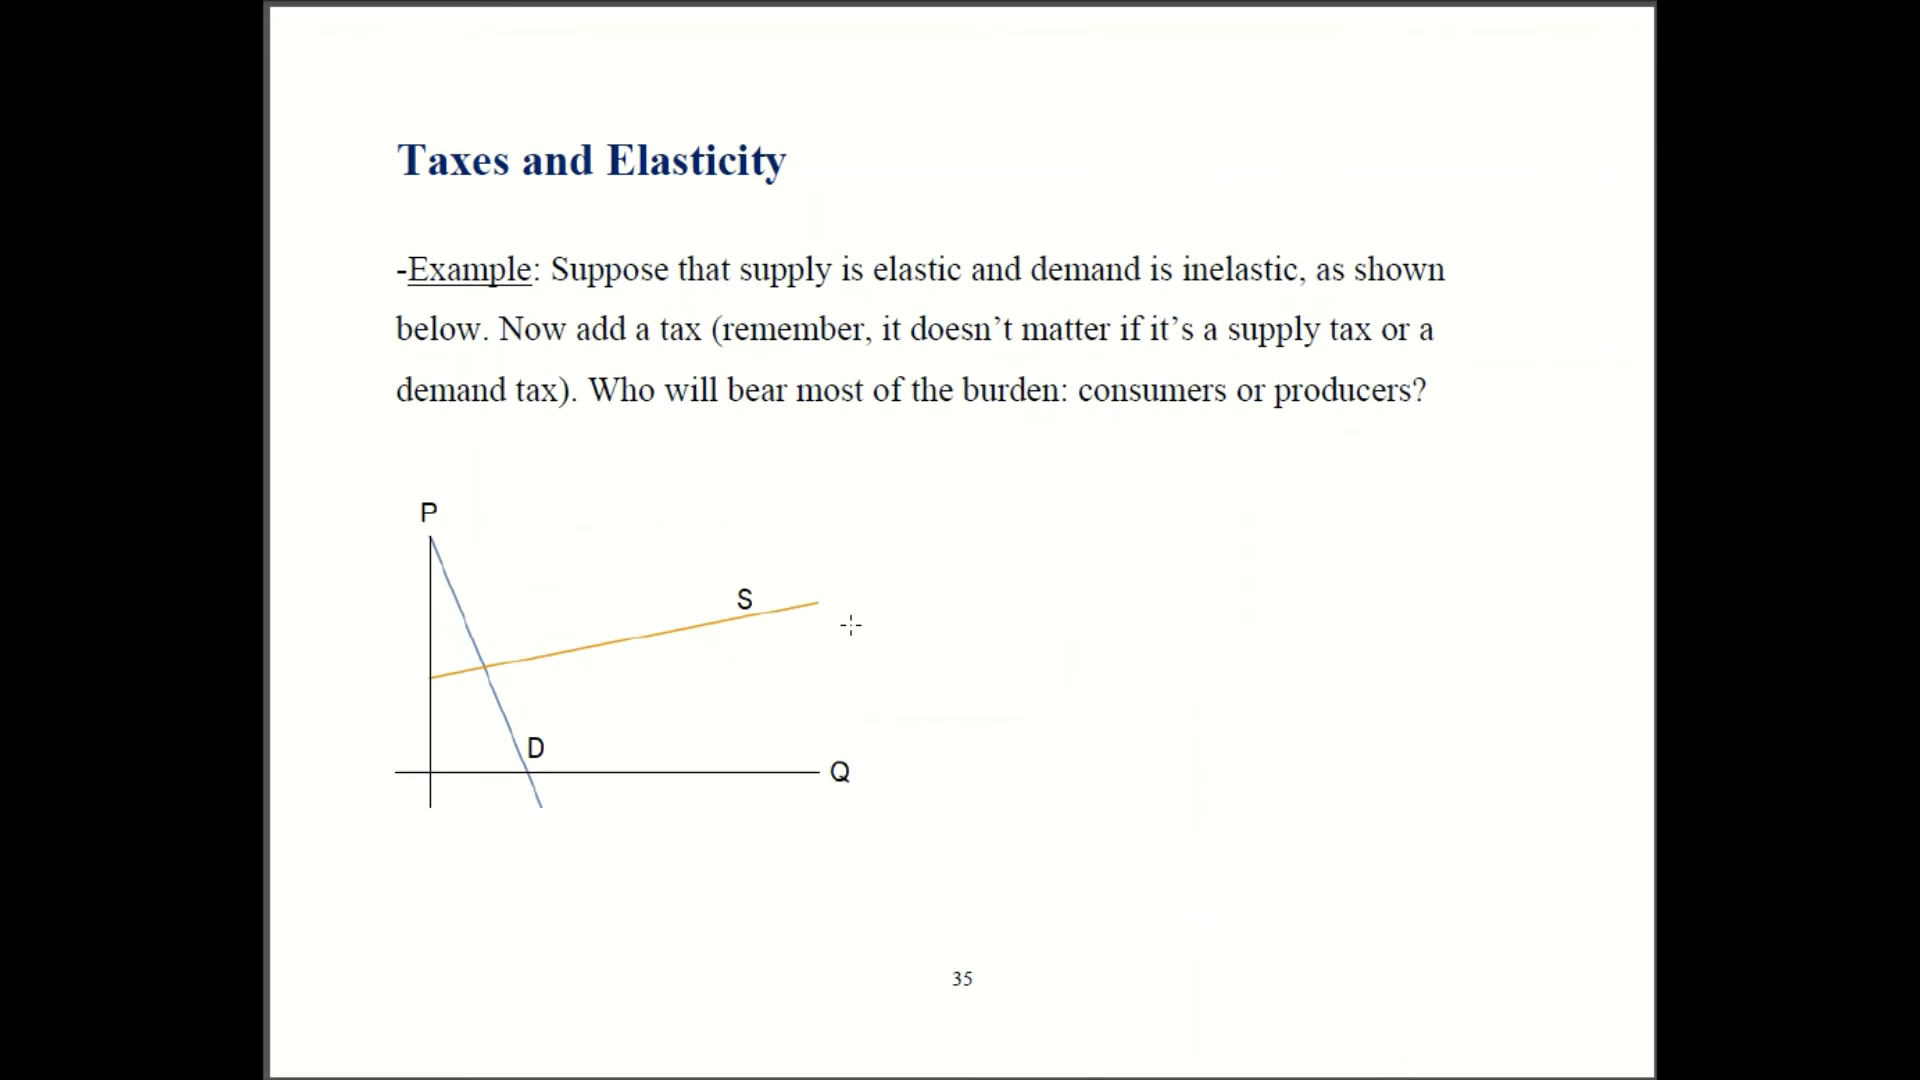 Taxes and Elasticity
-Example: Suppose that supply is elastic and demand is inelastic, as shown
below. Now add a tax (remember, it doesn’t matter if it’s a supply tax or a
demand tax). Who will bear most of the burden: consumers or producers?
P
S
D
Q
35